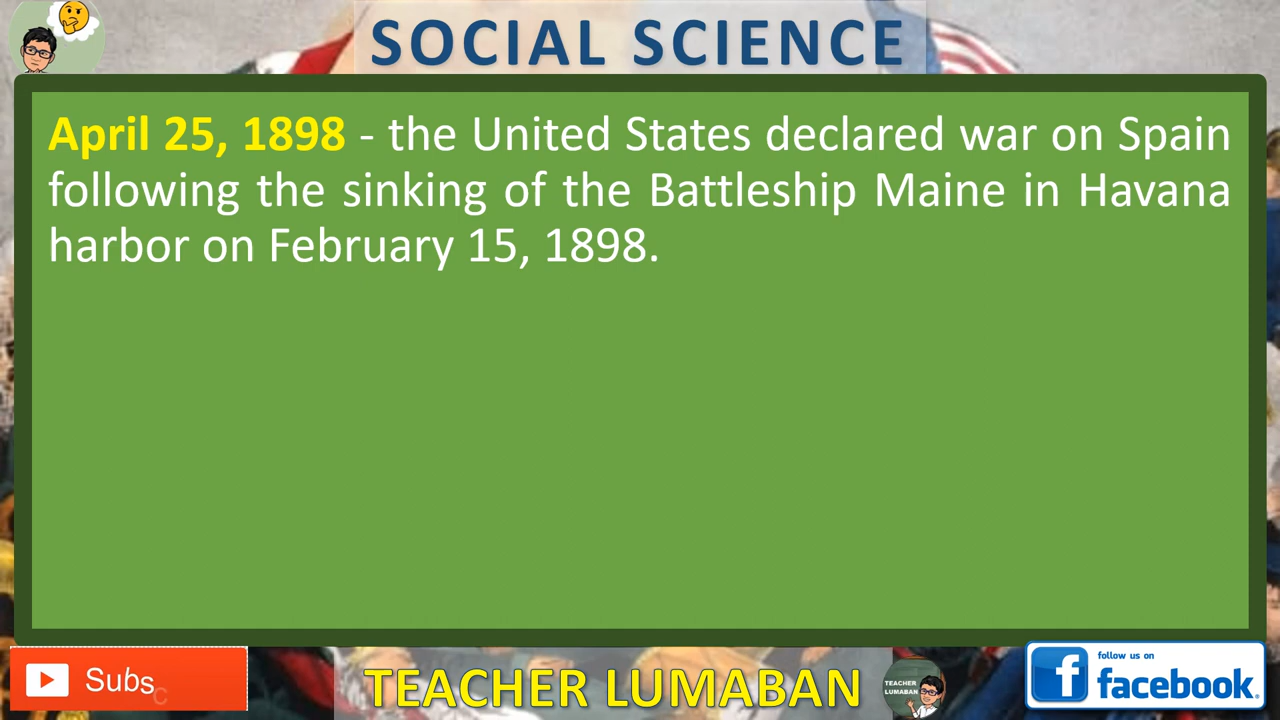 SOCIAL SCIENCE
April 25, 1898 - the United States declared war on Spain
following the sinking of the Battleship Maine in Havana
harbor on February 15, 1898.
Subsc
TEACHER LUMABAN
TEACHER
LUMABAN
follow us on
facebook.